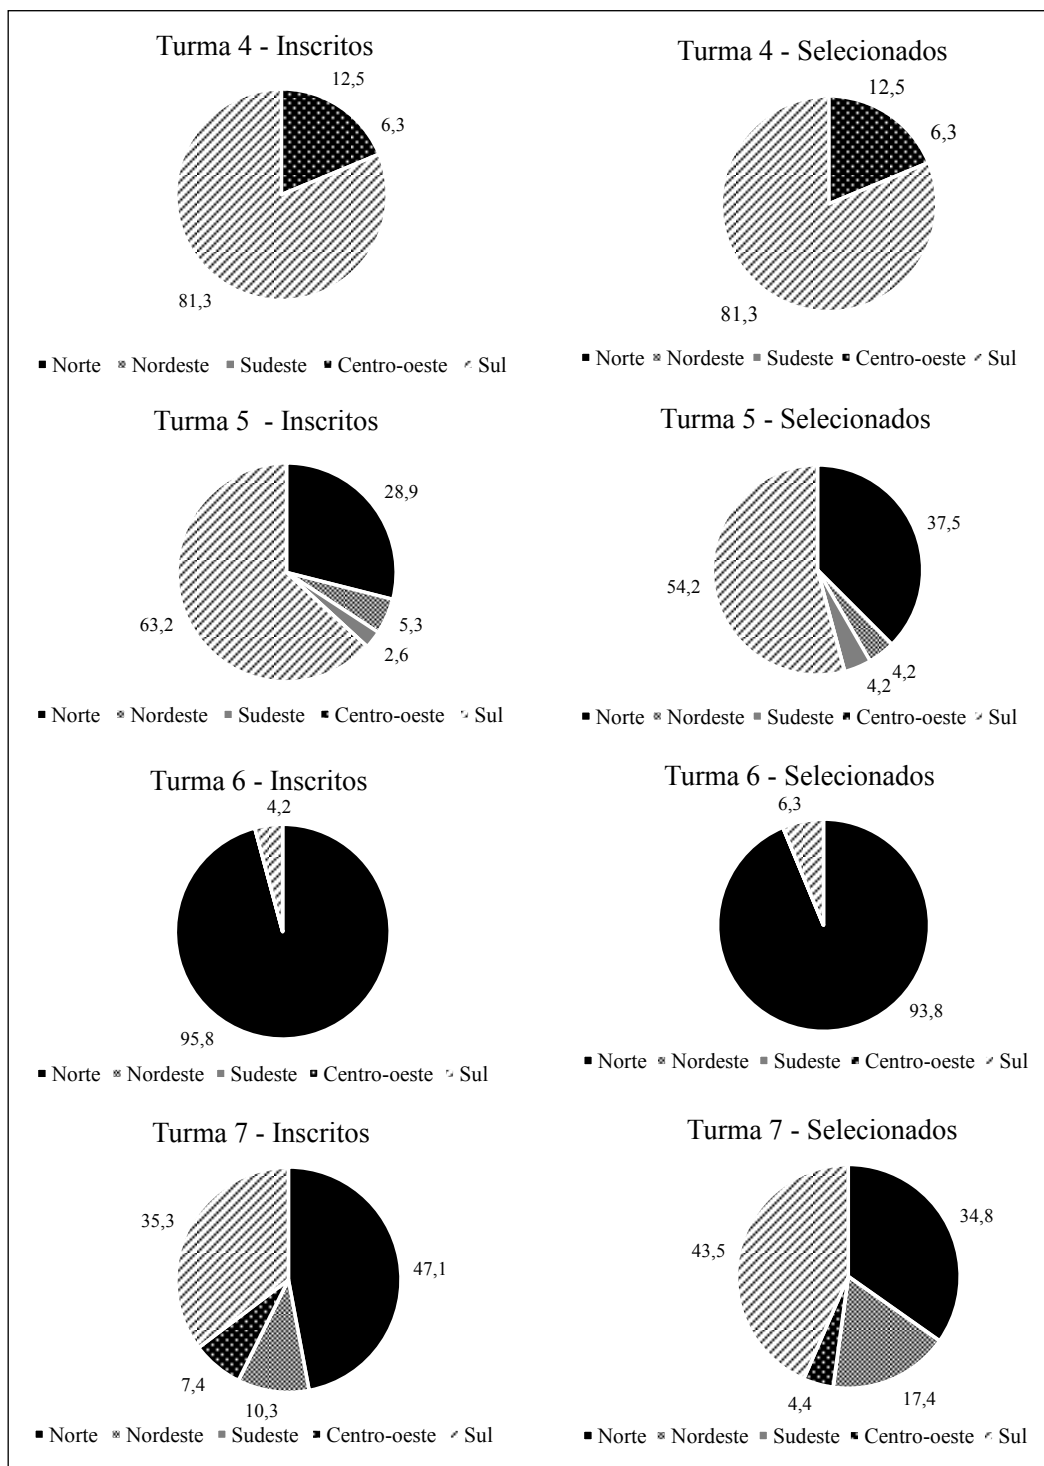 Turma 4 - Inscritos
12,5
6,3
81,3
Norte Nordeste Sudeste Centro-oeste Sul
Turma 4 - Selecionados
12,5
6,3
81,3
Norte Nordeste Sudeste Centro-oeste Sul
Turma 5 - Inscritos
28,9
5,3
2,6
63,2
Norte Nordeste Sudeste Centro-oeste Sul
Turma 5 - Selecionados
37,5
4,2
4,2
54,2
Norte Nordeste Sudeste Centro-oeste Sul
Turma 6 - Inscritos
4,2
95,8
Norte Nordeste Sudeste Centro-oeste Sul
Turma 6 - Selecionados
6,3
93,8
Norte Nordeste Sudeste Centro-oeste Sul
Turma 7 - Inscritos
35,3
47,1
7,4
10,3
Norte Nordeste Sudeste Centro-oeste Sul
Turma 7 - Selecionados
34,8
43,5
4,4
17,4
Norte Nordeste Sudeste Centro-oeste Sul